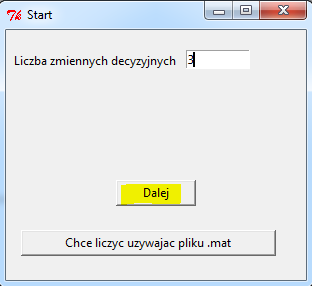 Start
Liczba zmiennych decyzyjnych 3
Dalej
Chce liczyc uzywajac pliku .mat